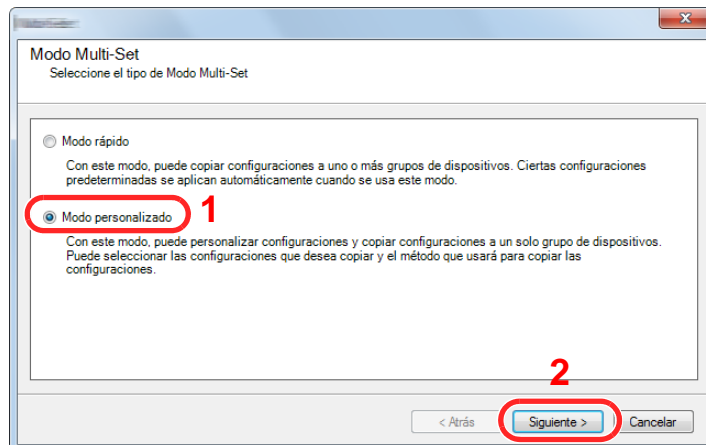 Modo Multi-Set
Seleccione el tipo de Modo Multi-Set
Modo rápido
Con este modo, puede copiar configuraciones a uno o más grupos de dispositivos. Ciertas configuraciones
predeterminadas se aplican automáticamente cuando se usa este modo.
Modo personalizado 1
Con este modo, puede personalizar configuraciones y copiar configuraciones a un solo grupo de dispositivos.
Puede seleccionar las configuraciones que desea copiar y el método que usará para copiar las
configuraciones.
2
< Atrás Siguiente > Cancelar